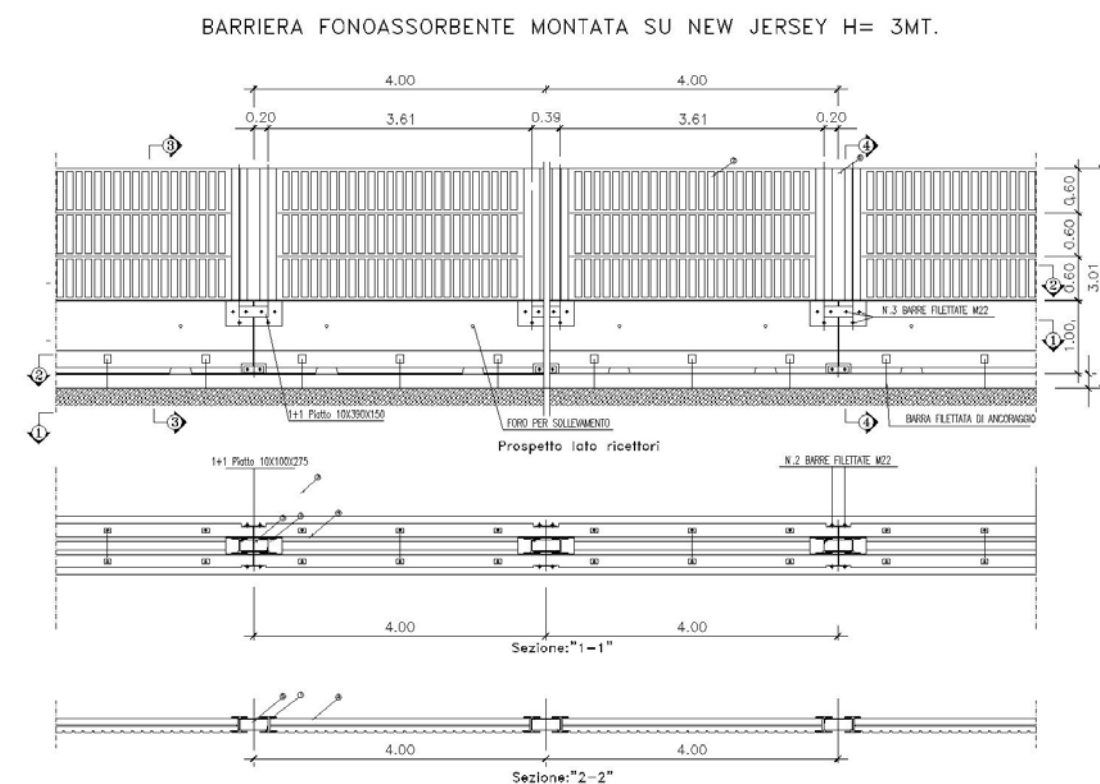 BARRIERA FONOASSORBENTE MONTATA SU NEW JERSEY H= 3MT.
4.00 4.00
0.20 3.61 0.39 3.61 0.20
3 4
0.60
0.60
0.60
3.01
2
N.3 BARRE FILETTATE M22
1.00
1
2
1+1 Piatto 10X390X150
FORO PER SOLLEVAMENTO
BARRA FILETTATA DI ANCORAGGIO
1 3 4
Prospetto lato ricettori
1+1 Piatto 10X100X275
N.2 BARRE FILETTATE M22
4.00 4.00
Sezione:"1-1"
4.00 4.00
Sezione:"2-2"